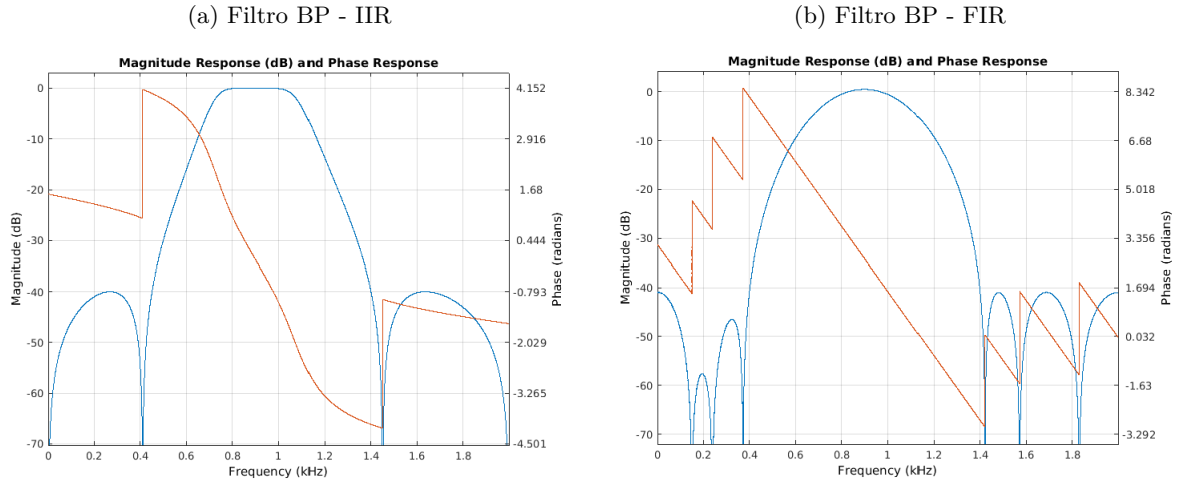 (a) Filtro BP - IIR
Magnitude Response (dB) and Phase Response
Magnitude (dB)
0
-10
-20
-30
-40
-50
-60
-70
4.152
2.916
1.68
0.444
-0.793
-2.029
-3.265
-4.501
Phase (radians)
0 0.2 0.4 0.6 0.8 1 1.2 1.4 1.6 1.8
Frequency (kHz)
(b) Filtro BP - FIR
Magnitude Response (dB) and Phase Response
Magnitude (dB)
0
-10
-20
-30
-40
-50
-60
-70
8.342
6.68
5.018
3.356
1.694
0.032
-1.63
-3.292
Phase (radians)
0 0.2 0.4 0.6 0.8 1 1.2 1.4 1.6 1.8
Frequency (kHz)